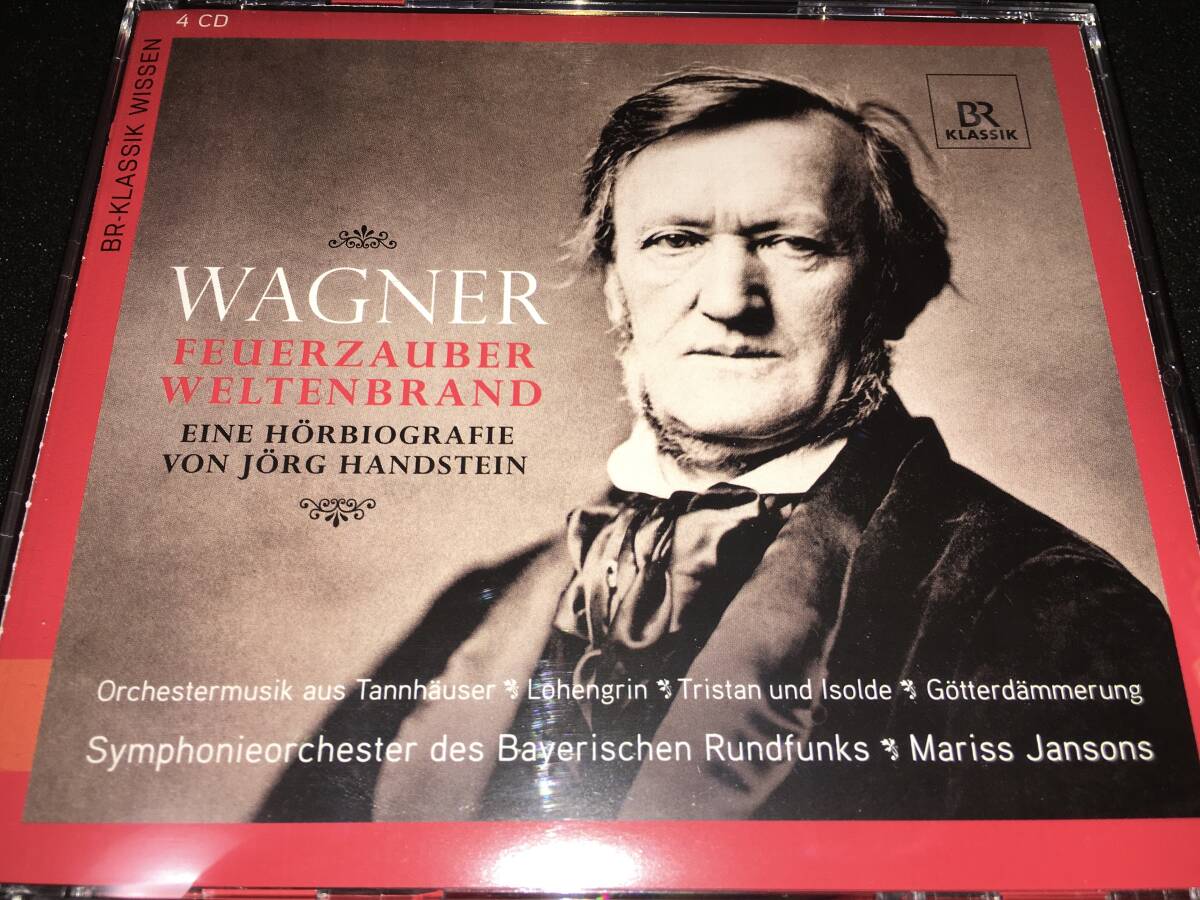 4 CD
BR-KLASSIK WISSEN
BR
KLASSIK
WAGNER
FEUERZAUBER
WELTENBRAND
EINE HÖRBIOGRAFIE
VON JÖRG HANDSTEIN
Orchestermusik aus Tannhäuser Lohengrin Tristan und Isolde Götterdämmerung
Symphonieorchester des Bayerischen Rundfunks Mariss Jansons